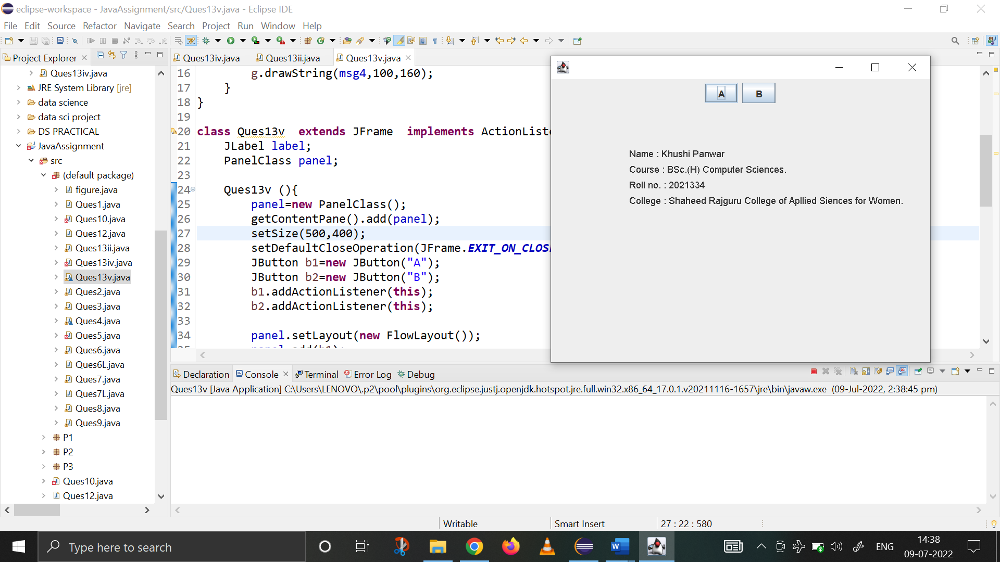 eclipse-workspace - JavaAssignment/src/Ques13v.java - Eclipse IDE
File Edit Source Refactor Navigate Search Project Run Window Help
Project Explorer
Ques13iv.java
JRE System Library [jre]
data science
data sci project
DS PRACTICAL
JavaAssignment
src
(default package)
figure.java
Ques1.java
Ques10.java
Ques12.java
Ques13ii.java
Ques13iv.java
Ques13v.java
Ques2.java
Ques3.java
Ques4.java
Ques5.java
Ques6.java
Ques6L.java
Ques7.java
Ques7L.java
Ques8.java
Ques9.java
P1
P2
P3
Ques10.java
Ques12.java
Ques13iv.java Ques13ii.java Ques13v.java
16 g.drawString(msg4,100,160);
17 }
18 }
19
20 class Ques13v extends JFrame implements ActionListe
21 JLabel label;
22 PanelClass panel;
23
24 Ques13v (){
25 panel=new PanelClass();
26 getContentPane().add(panel);
27 setSize(500,400);
28 setDefaultCloseOperation(JFrame.EXIT_ON_CLOS
29 JButton b1=new JButton("A");
30 JButton b2=new JButton("B");
31 b1.addActionListener(this);
32 b2.addActionListener(this);
33
34 panel.setLayout(new FlowLayout());
A B
Name : Khushi Panwar
Course : BSc.(H) Computer Sciences.
Roll no. : 2021334
College : Shaheed Rajguru College of Apllied Siences for Women.
Declaration Console Terminal Error Log Debug
Ques13v [Java Application] C:\Users\LENOVO\.p2\pool\plugins\org.eclipse.justj.openjdk.hotspot.jre.full.win32.x86_64_17.0.1.v20211116-1657\jre\bin\javaw.exe (09-Jul-2022, 2:38:45 pm)
Writable Smart Insert 27 : 22 : 580
Type here to search
ENG
14:38
09-07-2022